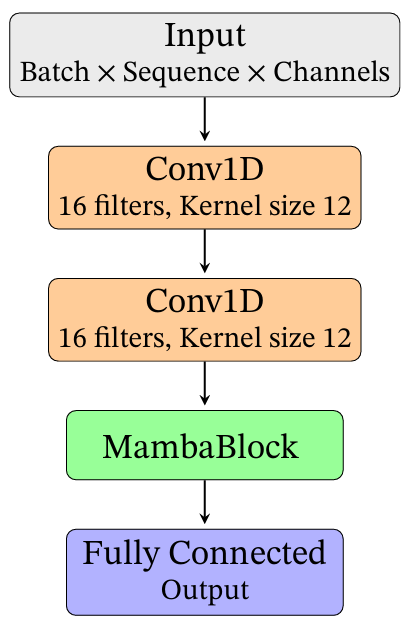 Input
Batch × Sequence × Channels
Conv1D
16 filters, Kernel size 12
Conv1D
16 filters, Kernel size 12
MambaBlock
Fully Connected
Output